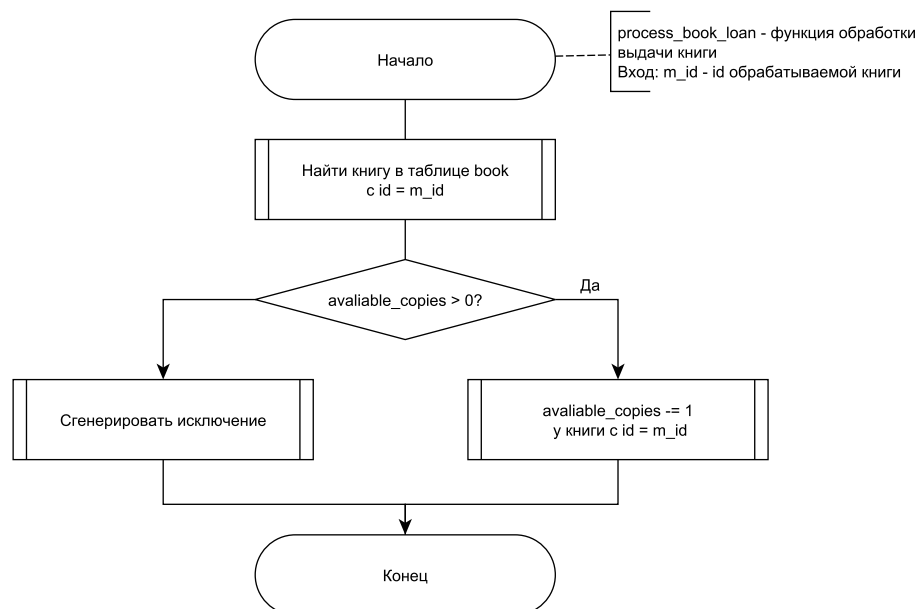 Начало
process_book_loan - функция обработки
выдачи книги
Вход: m_id - id обрабатываемой книги
Найти книгу в таблице book
с id = m_id
avaliable_copies > 0?
Да
Сгенерировать исключение
avaliable_copies -= 1
у книги с id = m_id
Конец